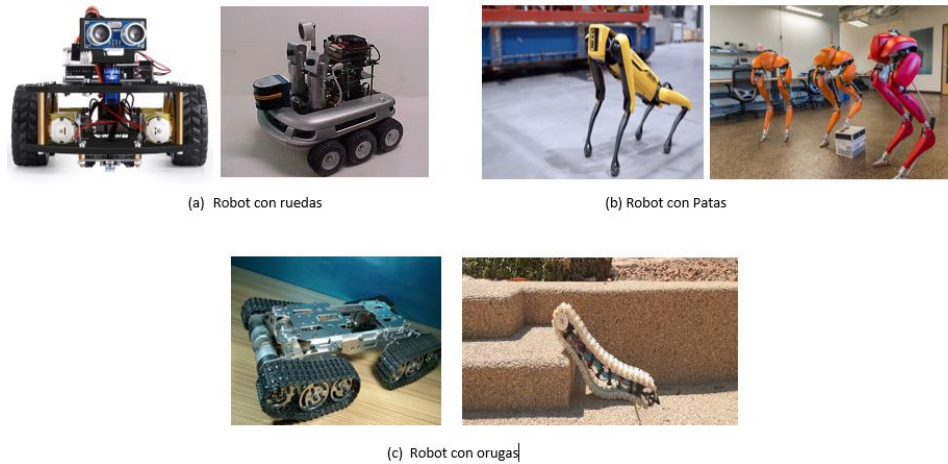 (a) Robot con ruedas
(b) Robot con Patas
(c) Robot con orugas